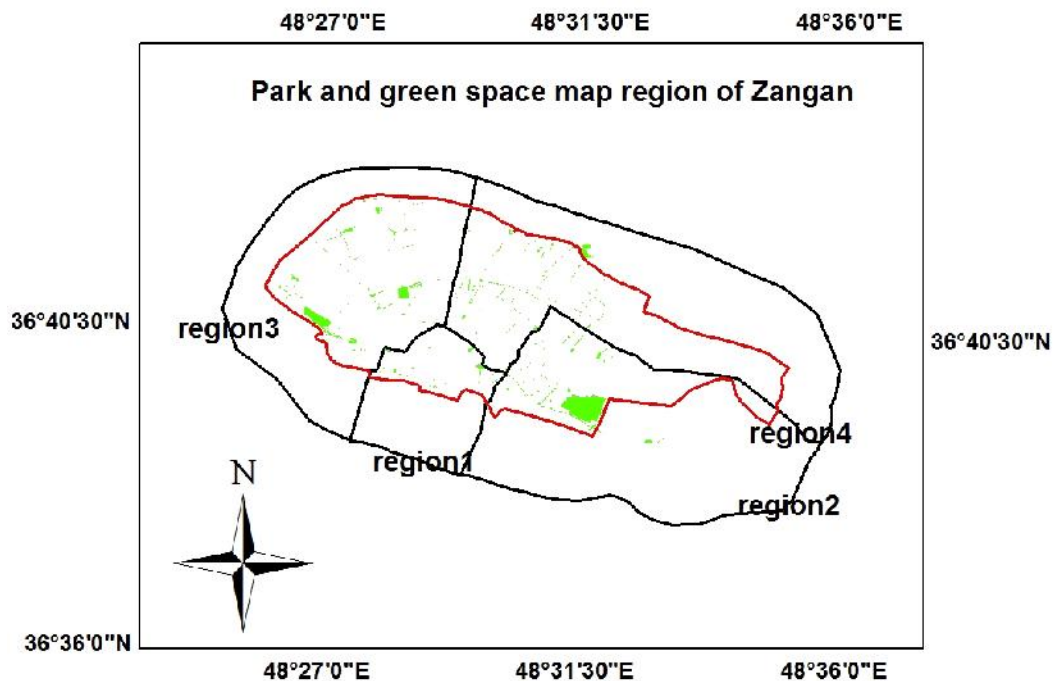 48°27'0"E 48°31'30"E 48°36'0"E
Park and green space map region of Zangan
36°40'30"N
region3
36°40'30"N
region4
region1
region2
N
36°36'0"N
48°27'0"E 48°31'30"E 48°36'0"E